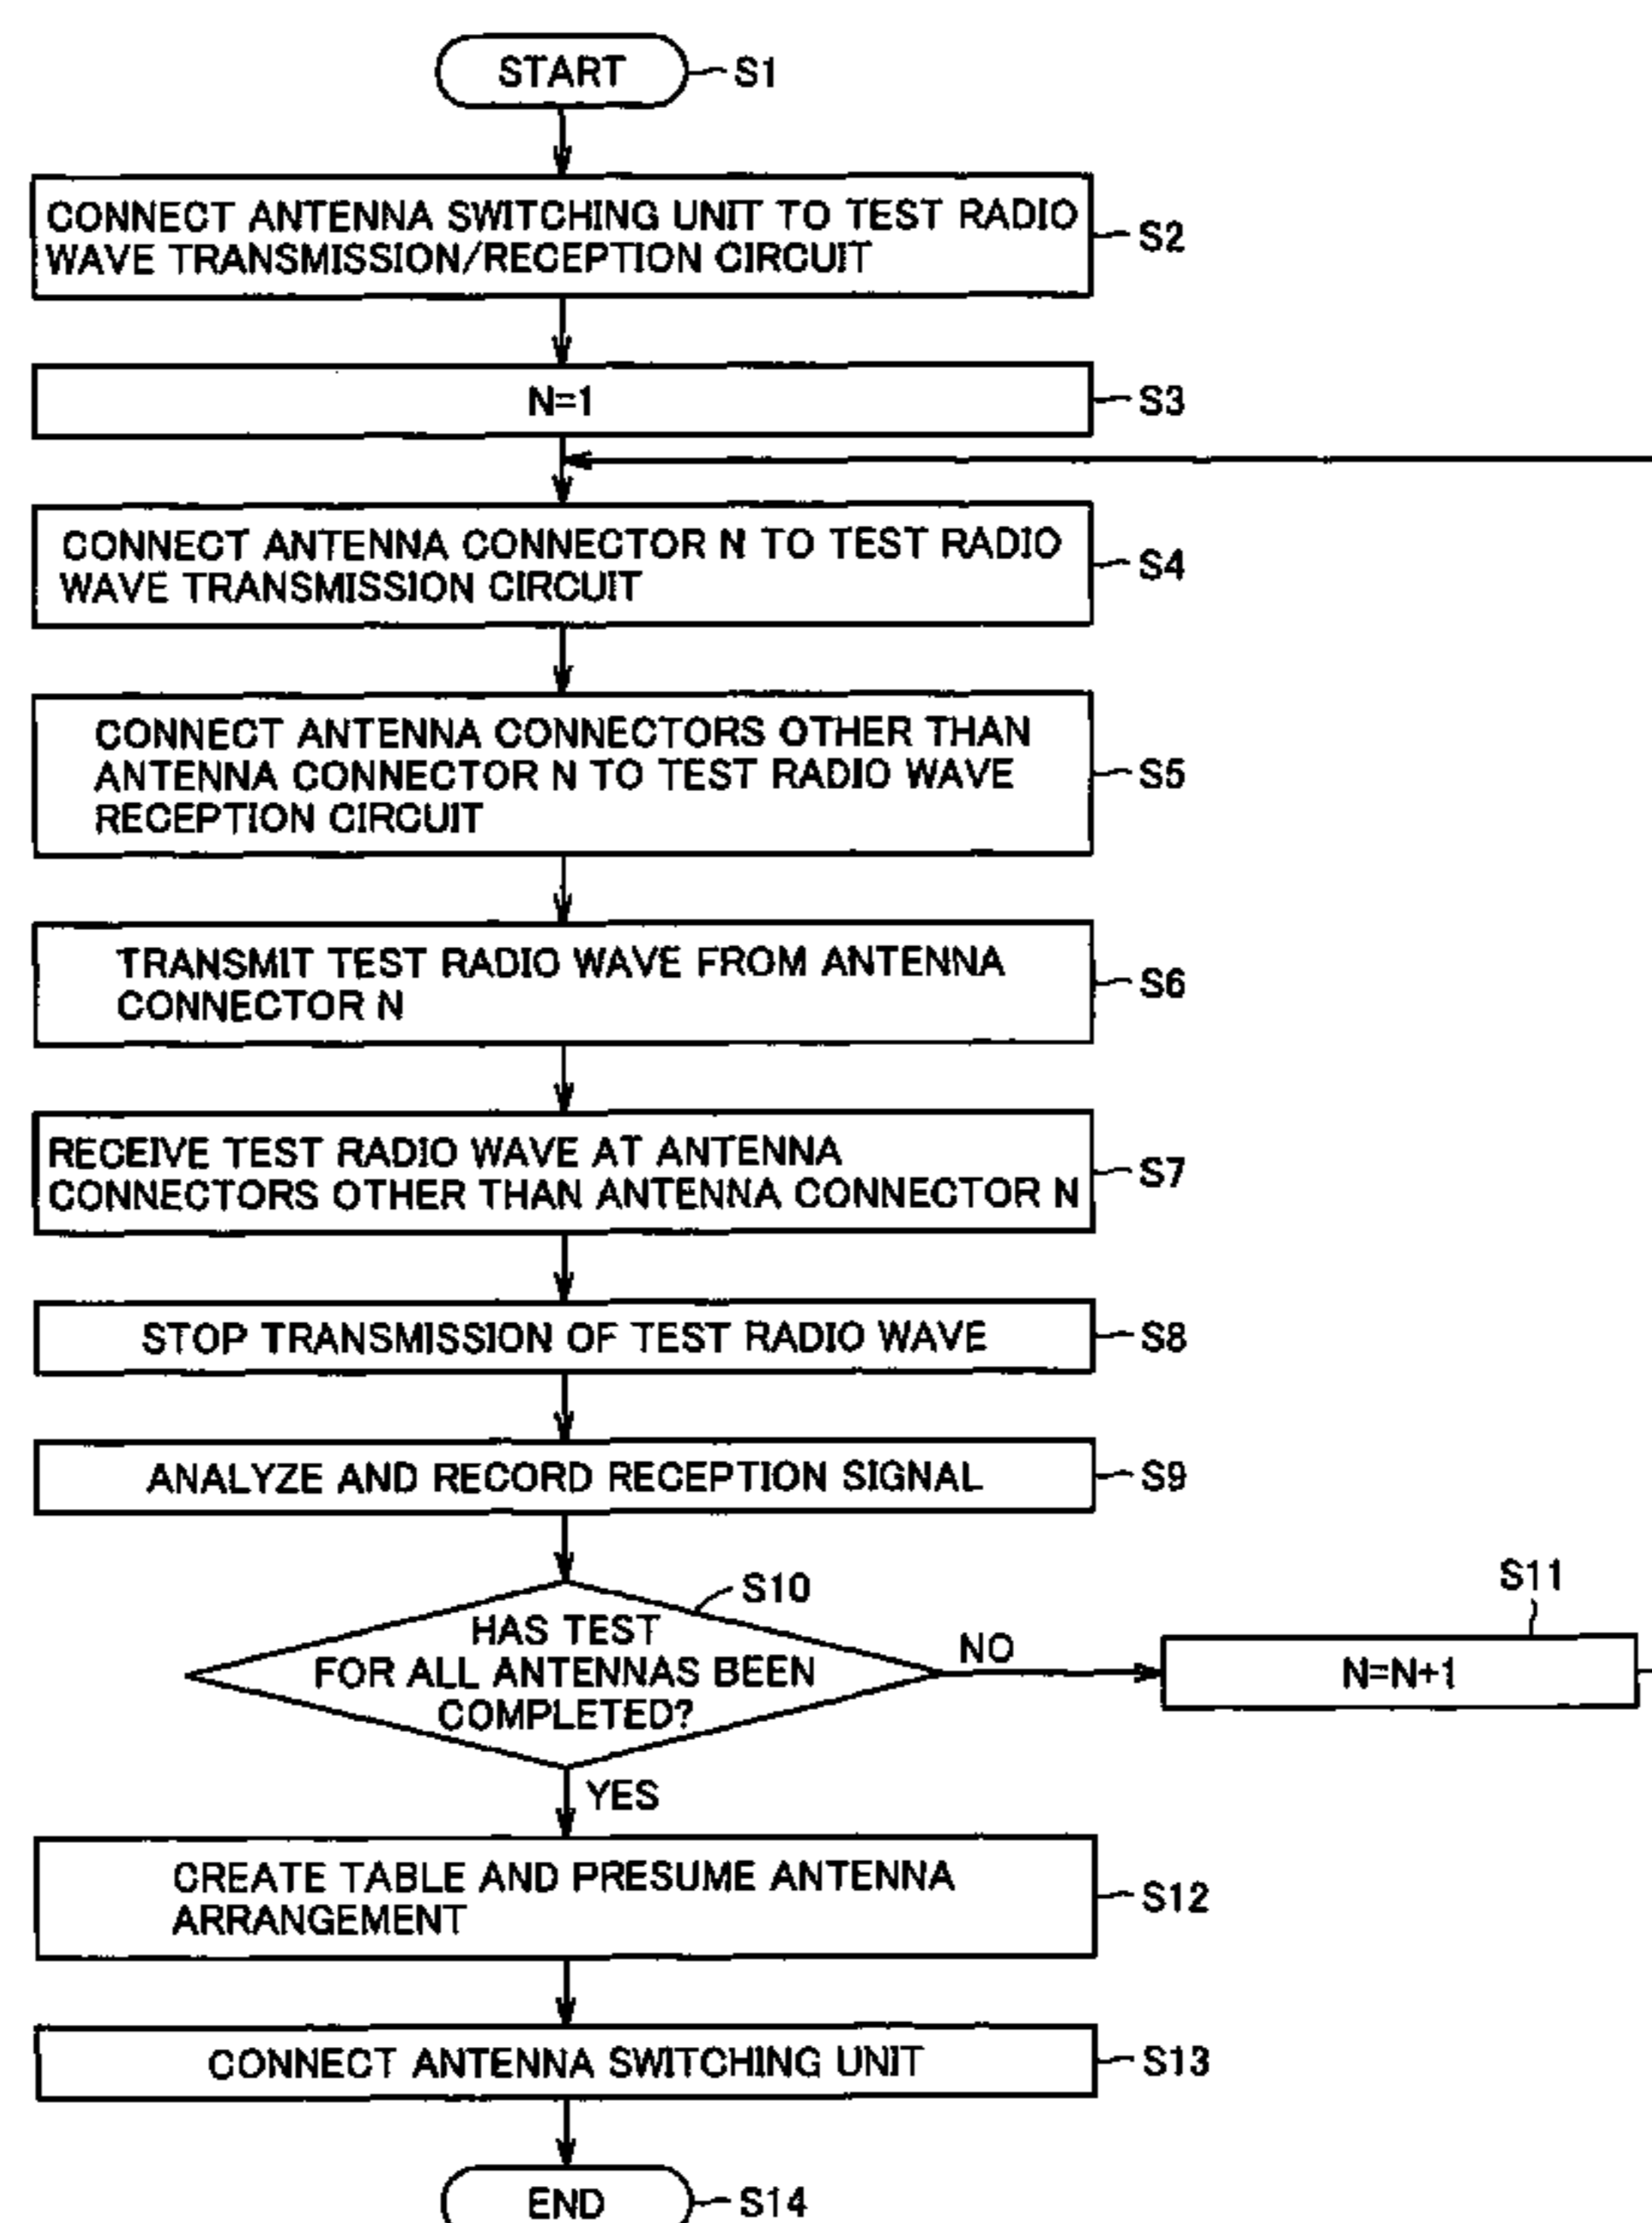 START
S1
CONNECT ANTENNA SWITCHING UNIT TO TEST RADIO
WAVE TRANSMISSION/RECEPTION CIRCUIT
S2
N=1
S3
CONNECT ANTENNA CONNECTOR N TO TEST RADIO
WAVE TRANSMISSION CIRCUIT
S4
CONNECT ANTENNA CONNECTORS OTHER THAN
ANTENNA CONNECTOR N TO TEST RADIO WAVE
RECEPTION CIRCUIT
S5
TRANSMIT TEST RADIO WAVE FROM ANTENNA
CONNECTOR N
S6
RECEIVE TEST RADIO WAVE AT ANTENNA
CONNECTORS OTHER THAN ANTENNA CONNECTOR N
S7
STOP TRANSMISSION OF TEST RADIO WAVE
S8
ANALYZE AND RECORD RECEPTION SIGNAL
S9
S10
HAS TEST
FOR ALL ANTENNAS BEEN
COMPLETED?
NO
S11
N=N+1
YES
CREATE TABLE AND PRESUME ANTENNA
ARRANGEMENT
S12
CONNECT ANTENNA SWITCHING UNIT
S13
END
S14